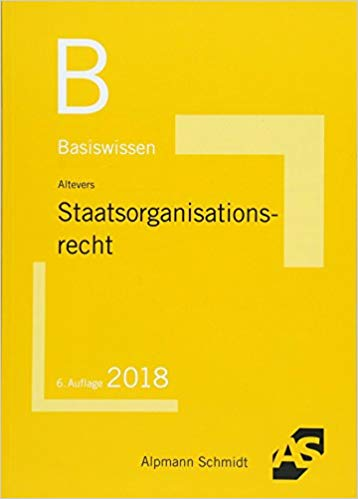 B
Basiswissen
Altevers
Staatsorganisations-
recht
6. Auflage 2018
Alpmann Schmidt
AS